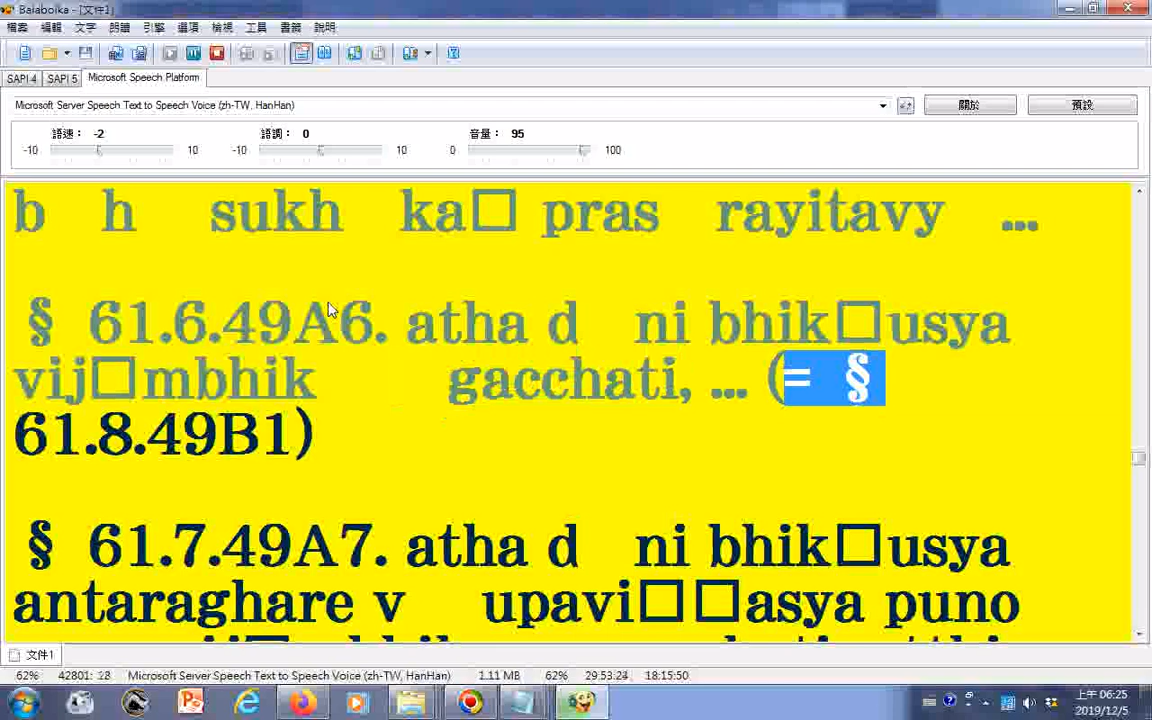 Balabolka - [文件1]
檔案 編輯 文字 朗讀 引擎 選項 檢視 工具 書籤 說明
SAPI 4 SAPI 5 Microsoft Speech Platform
Microsoft Server Speech Text to Speech Voice (zh-TW, HanHan)
關於 預設
語速： -2 語調： 0 音量： 95
-10 10 -10 10 0 100
b h sukh ka□ pras rayitavy ...
§ 61.6.49A6. atha d ni bhik□usya
vij□mbhik gacchati, ... (= §
61.8.49B1)
§ 61.7.49A7. atha d ni bhik□usya
antaraghare v upavi□□asya puno
文件1
62% 42801: 28 Microsoft Server Speech Text to Speech Voice (zh-TW, HanHan) 1.11 MB 62% 29:53:24 18:15:50
上午 06:25
2019/12/5